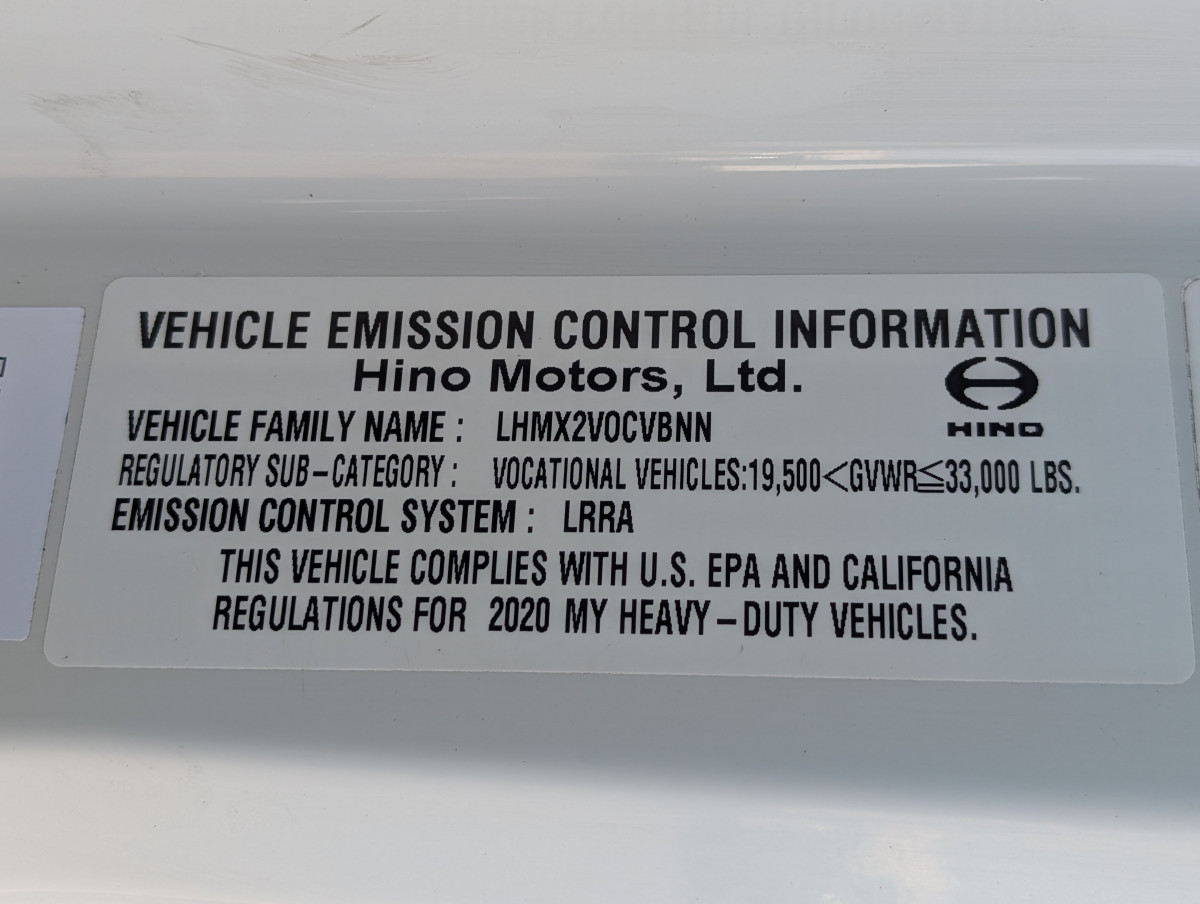 VEHICLE EMISSION CONTROL INFORMATION
Hino Motors, Ltd.
HINO
VEHICLE FAMILY NAME : LHMX2VOCVBNN
REGULATORY SUB-CATEGORY : VOCATIONAL VEHICLES:19,500<GVWR≦33,000 LBS.
EMISSION CONTROL SYSTEM : LRRA
THIS VEHICLE COMPLIES WITH U.S. EPA AND CALIFORNIA
REGULATIONS FOR 2020 MY HEAVY-DUTY VEHICLES.